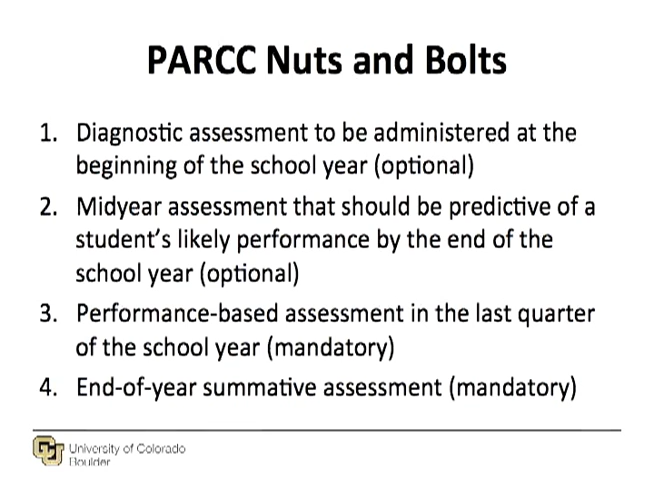 PARCC Nuts and Bolts
1. Diagnostic assessment to be administered at the
beginning of the school year (optional)
2. Midyear assessment that should be predictive of a
student's likely performance by the end of the
school year (optional)
3. Performance-based assessment in the last quarter
of the school year (mandatory)
4. End-of-year summative assessment (mandatory)
University of Colorado
Boulder